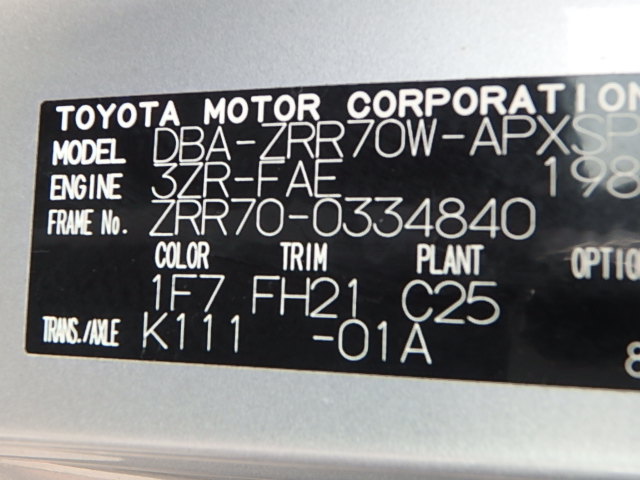 TOYOTA MOTOR CORPORATION
MODEL DBA-ZRR70W-APXSP
ENGINE 3ZR-FAE 198
FRAME No. ZRR70-0334840
COLOR TRIM PLANT OPTIO
1F7 FH21 C25
TRANS./AXLE K111 -01A
8